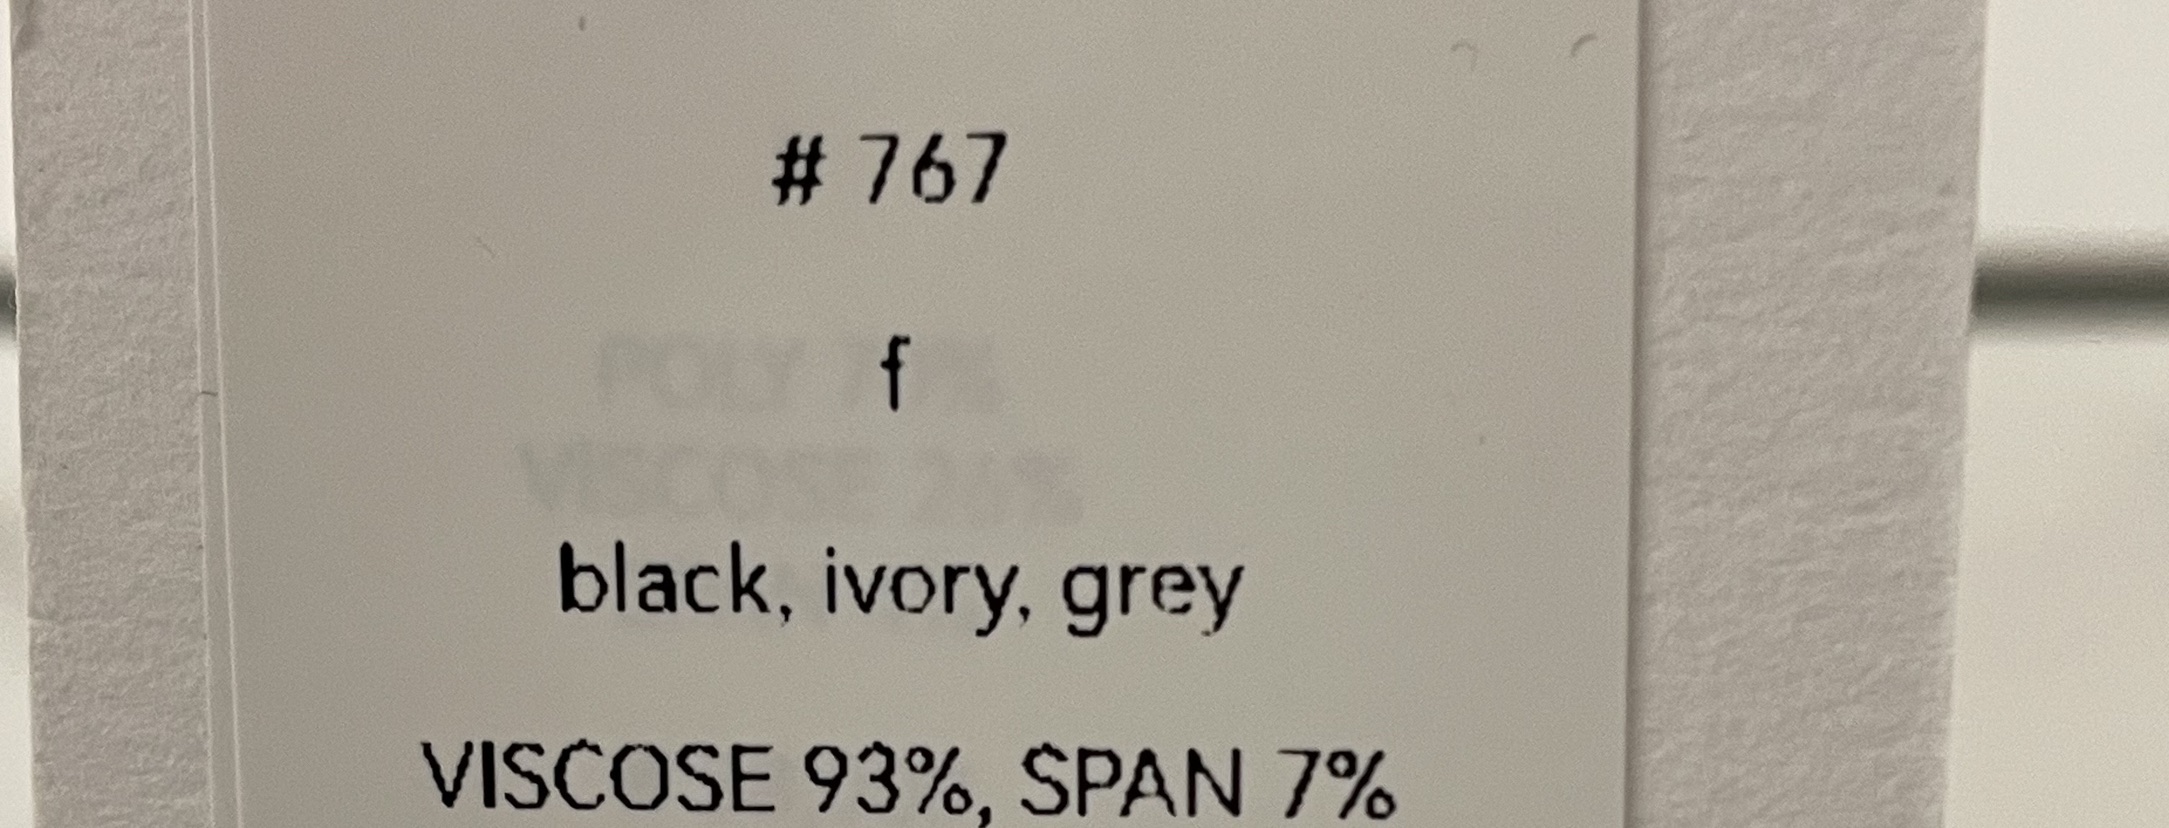 # 767
f
black, ivory, grey
VISCOSE 93%, SPAN 7%